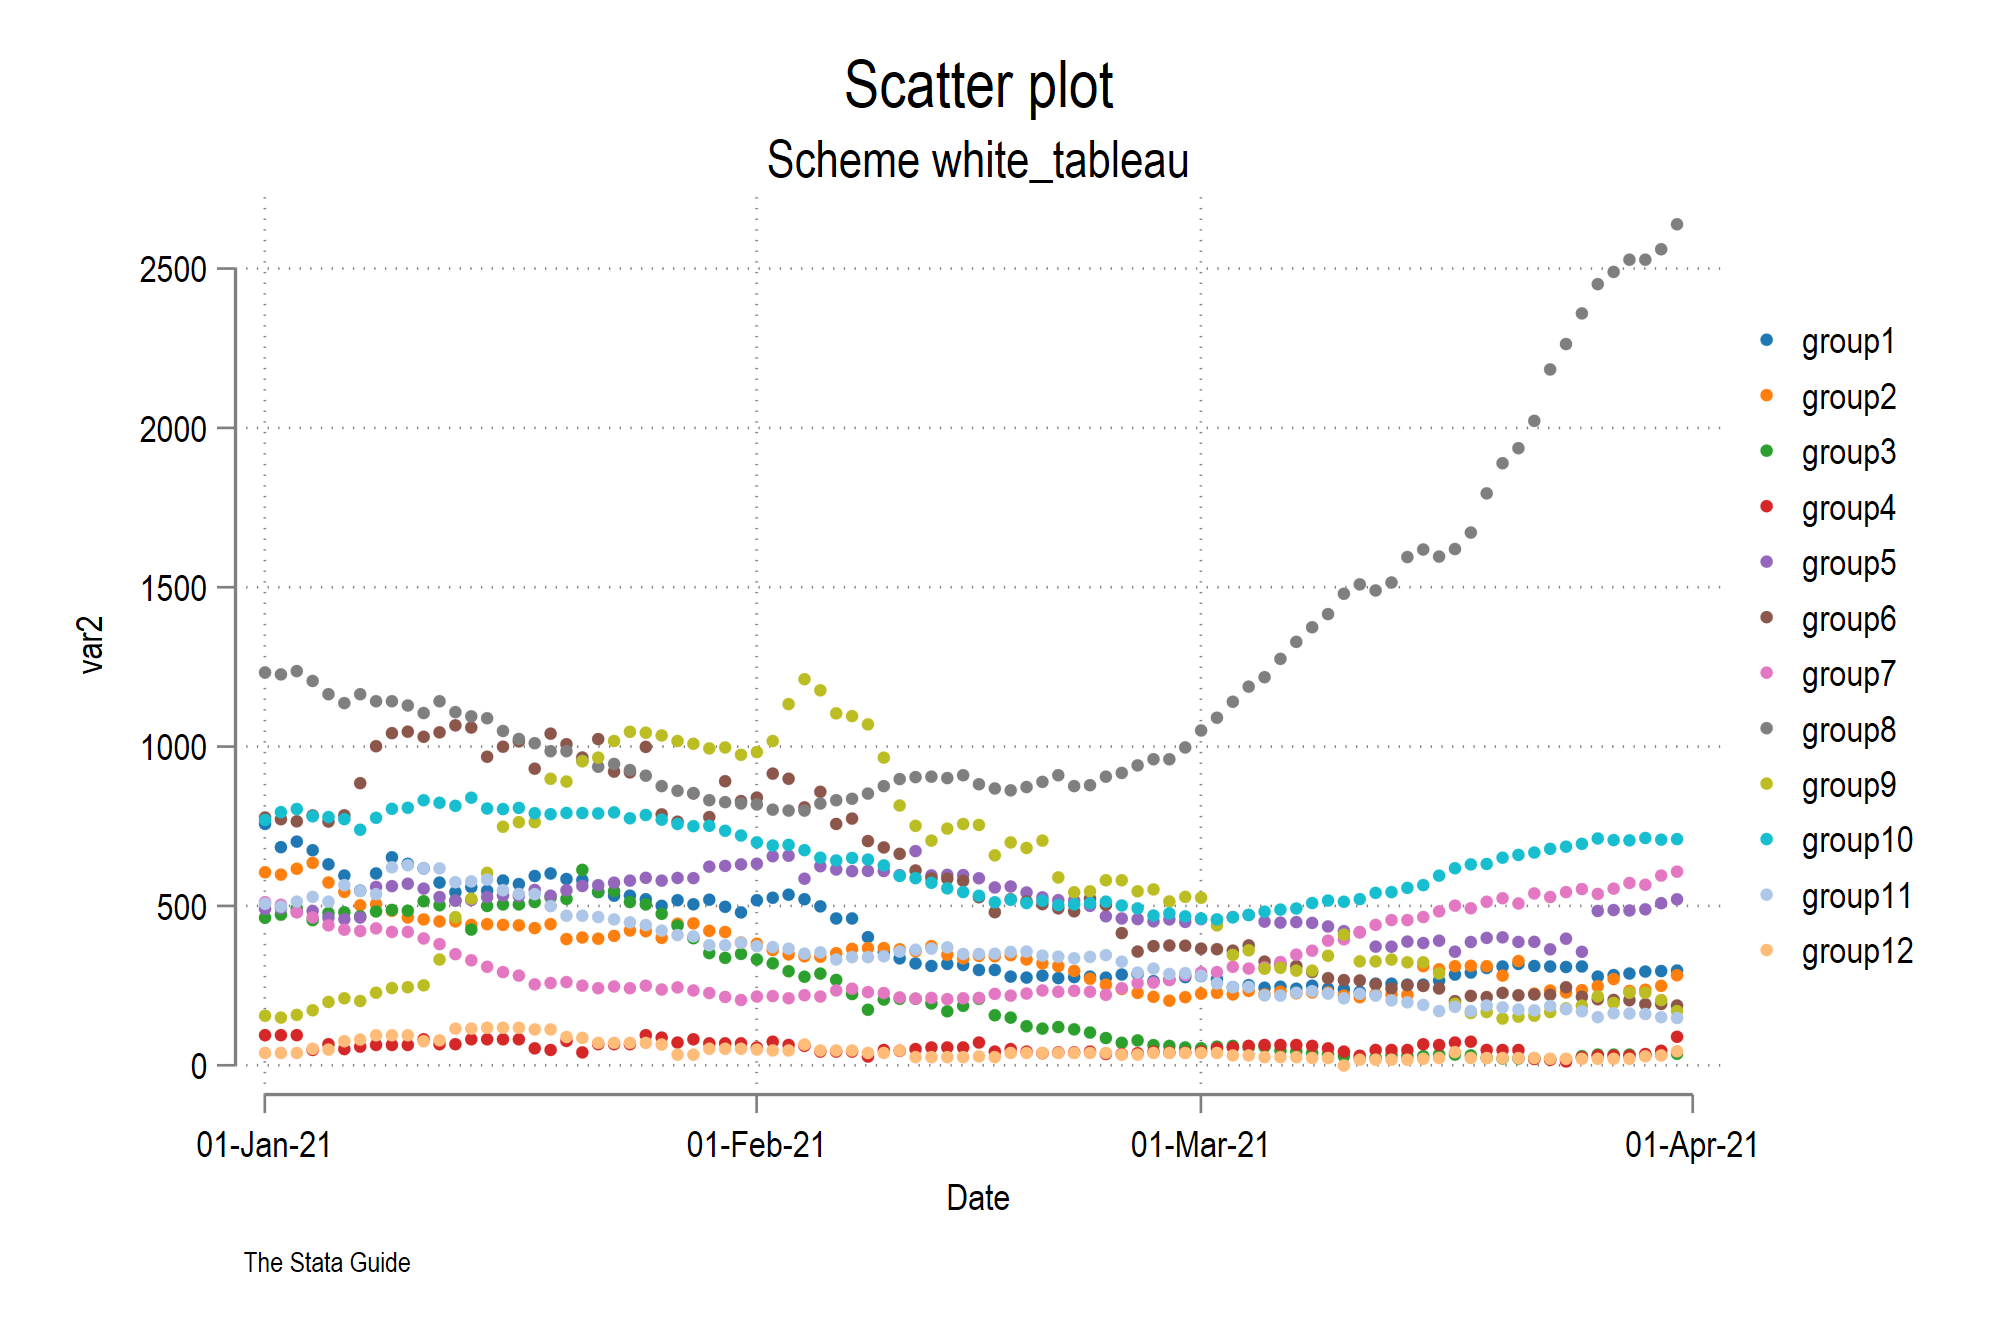 Scatter plot
Scheme white_tableau
var2
2500
2000
1500
1000
500
0
01-Jan-21
01-Feb-21
01-Mar-21
01-Apr-21
Date
group1
group2
group3
group4
group5
group6
group7
group8
group9
group10
group11
group12
The Stata Guide